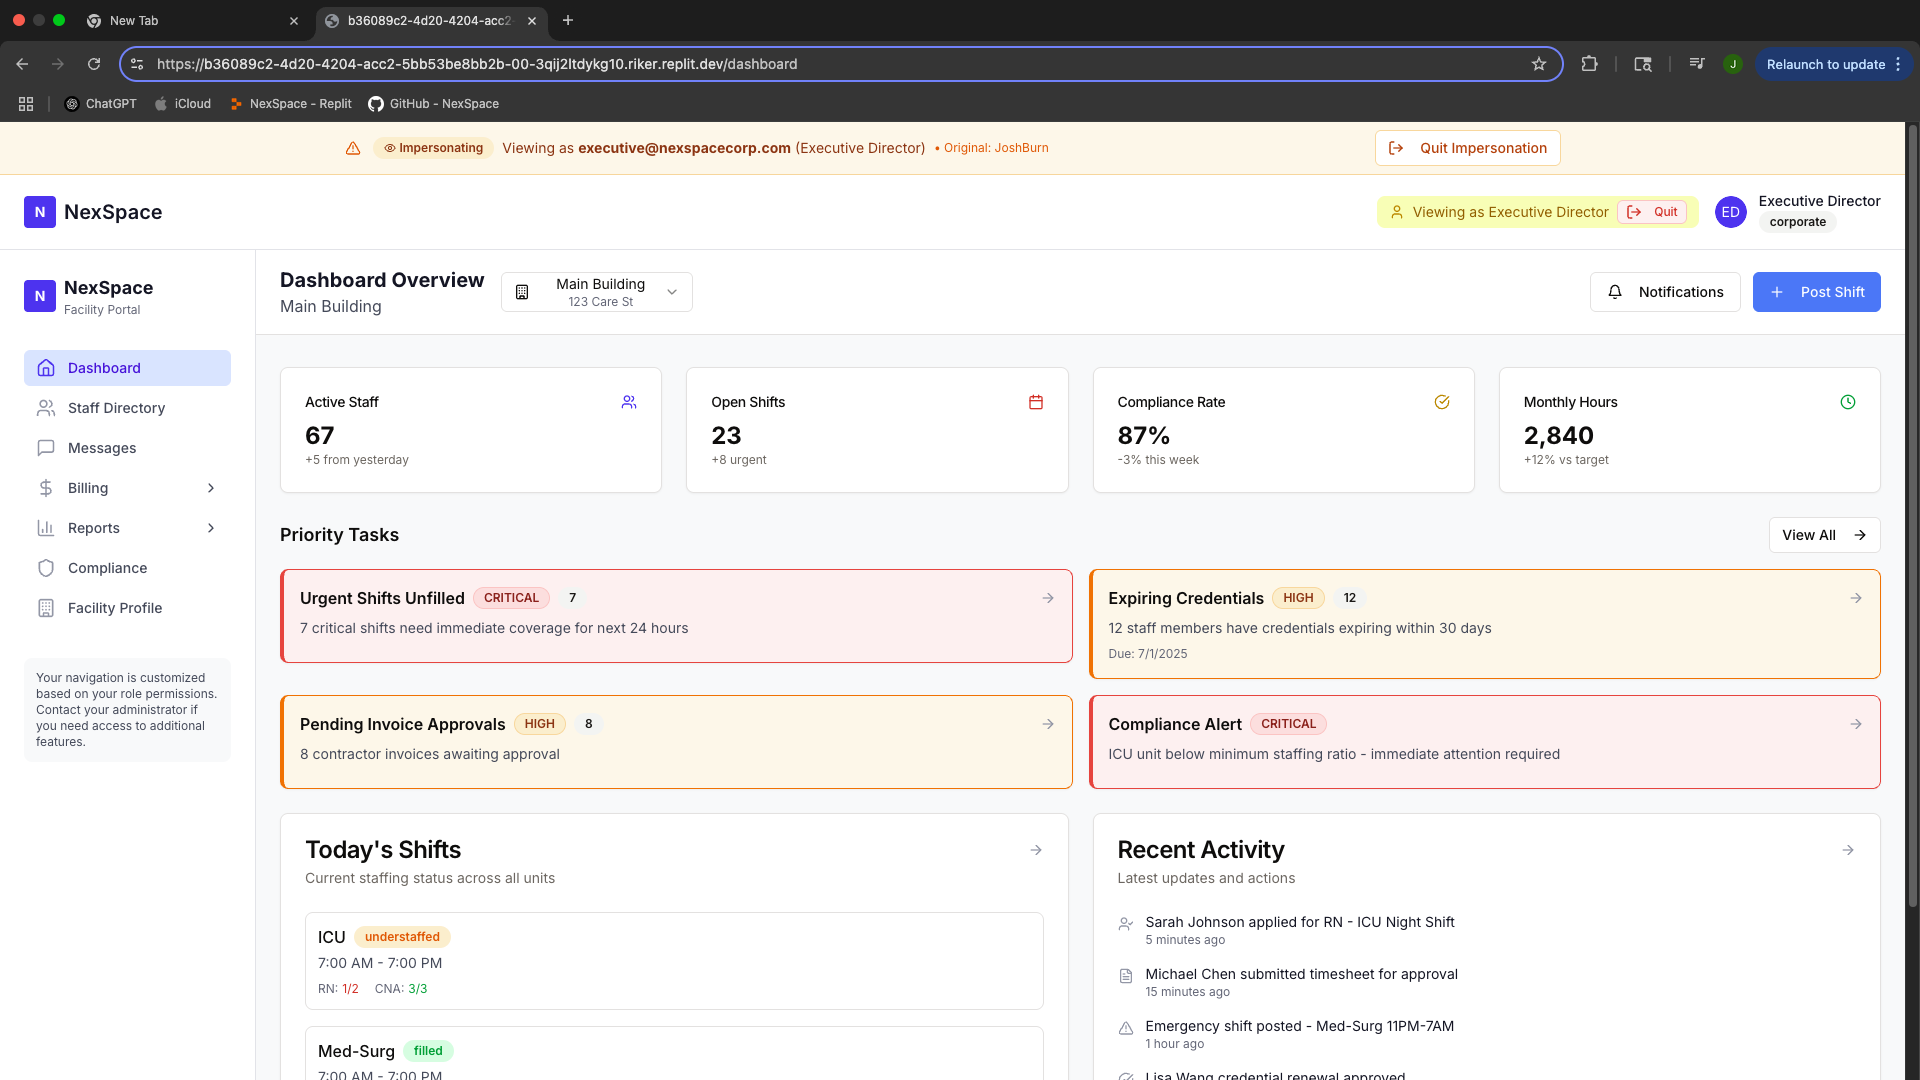 New Tab
b36089c2-4d20-4204-acc2-
https://b36089c2-4d20-4204-acc2-5bb53be8bb2b-00-3qij2ltdykg10.riker.replit.dev/dashboard
J
Relaunch to update
ChatGPT
iCloud
NexSpace - Replit
GitHub - NexSpace
Impersonating Viewing as executive@nexspacecorp.com (Executive Director) • Original: JoshBurn
Quit Impersonation
N NexSpace
Viewing as Executive Director Quit
ED
Executive Director
corporate
N NexSpace
Facility Portal
Dashboard
Staff Directory
Messages
Billing
Reports
Compliance
Facility Profile
Your navigation is customized
based on your role permissions.
Contact your administrator if
you need access to additional
features.
Dashboard Overview
Main Building
Main Building
123 Care St
Notifications
Post Shift
Active Staff
67
+5 from yesterday
Open Shifts
23
+8 urgent
Compliance Rate
87%
-3% this week
Monthly Hours
2,840
+12% vs target
Priority Tasks
View All
Urgent Shifts Unfilled CRITICAL 7
7 critical shifts need immediate coverage for next 24 hours
Expiring Credentials HIGH 12
12 staff members have credentials expiring within 30 days
Due: 7/1/2025
Pending Invoice Approvals HIGH 8
8 contractor invoices awaiting approval
Compliance Alert CRITICAL
ICU unit below minimum staffing ratio - immediate attention required
Today's Shifts
Current staffing status across all units
ICU understaffed
7:00 AM - 7:00 PM
RN: 1/2 CNA: 3/3
Med-Surg filled
7:00 AM - 7:00 PM
Recent Activity
Latest updates and actions
Sarah Johnson applied for RN - ICU Night Shift
5 minutes ago
Michael Chen submitted timesheet for approval
15 minutes ago
Emergency shift posted - Med-Surg 11PM-7AM
1 hour ago
Lisa Wang credential renewal approved